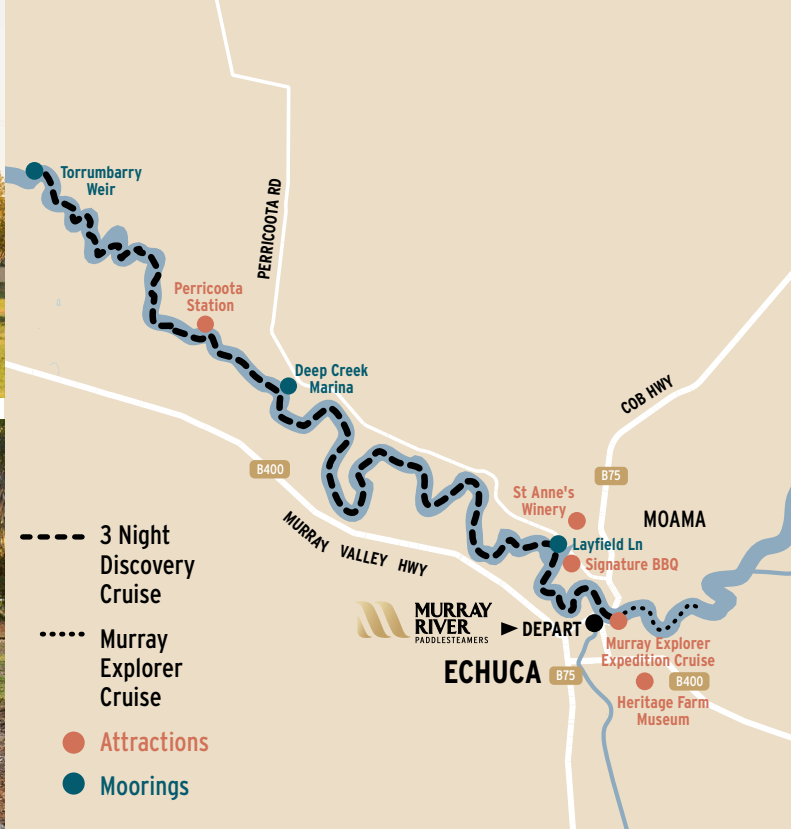 Torrumbarry
Weir
PERRICOOTA RD
Perricoota
Station
Deep Creek
Marina
COB HWY
B400
B75
St Anne's
Winery
MOAMA
MURRAY VALLEY HWY
Layfield Ln
Signature BBQ
3 Night
Discovery
Cruise
MURRAY
RIVER
PADDLESTEAMERS
DEPART
Murray Explorer
Expedition Cruise
Murray
Explorer
Cruise
ECHUCA
B75
B400
Heritage Farm
Museum
Attractions
Moorings